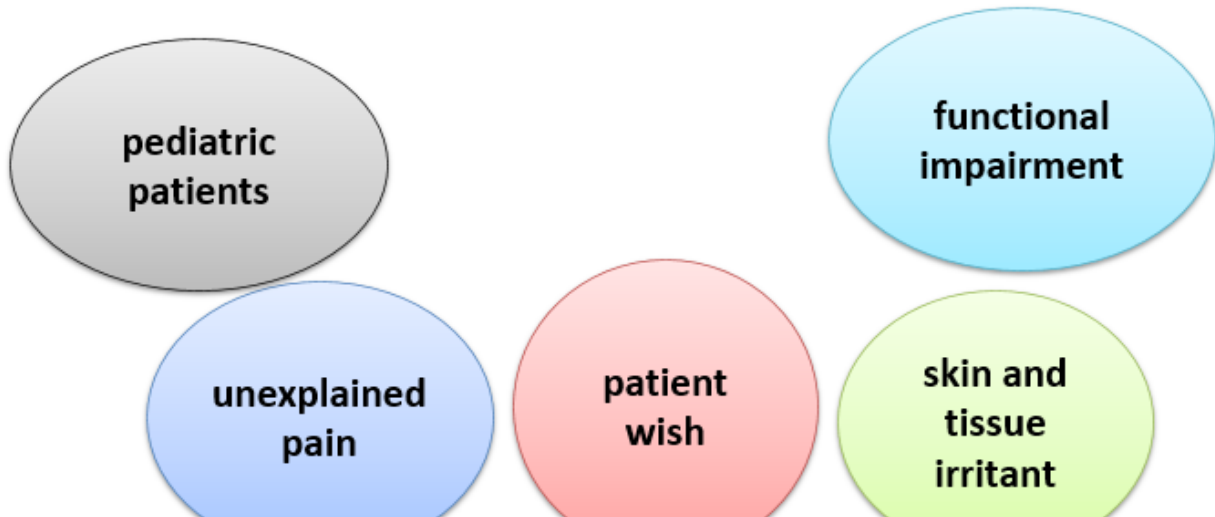 pediatric
patients
functional
impairment
unexplained
pain
patient
wish
skin and
tissue
irritant